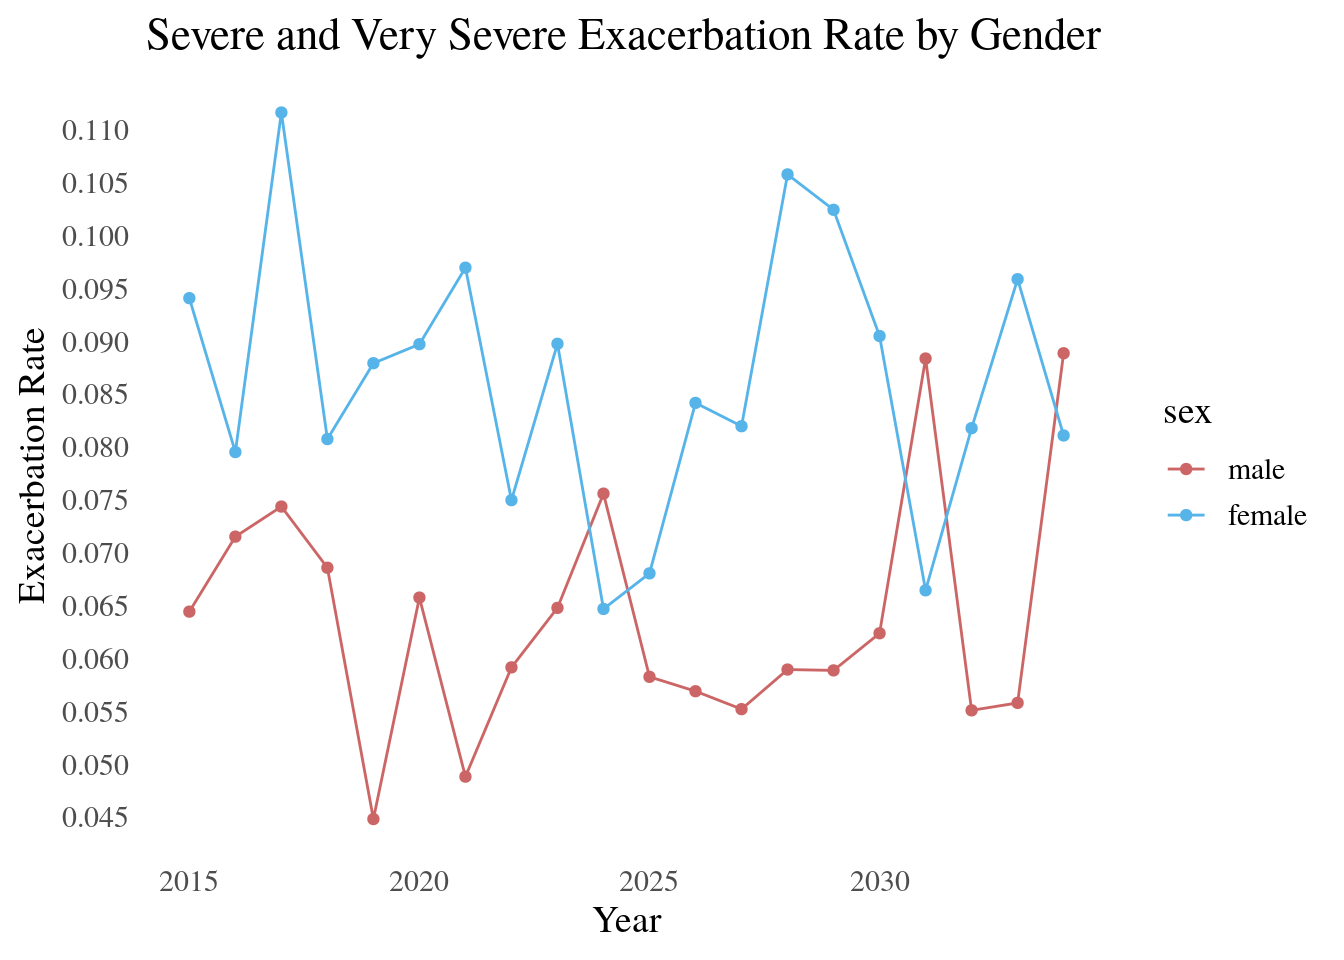 Severe and Very Severe Exacerbation Rate by Gender
0.110
0.105
0.100
0.095
0.090
0.085
0.080
0.075
0.070
0.065
0.060
0.055
0.050
0.045
Exacerbation Rate
2015 2020 2025 2030
Year
sex
male
female